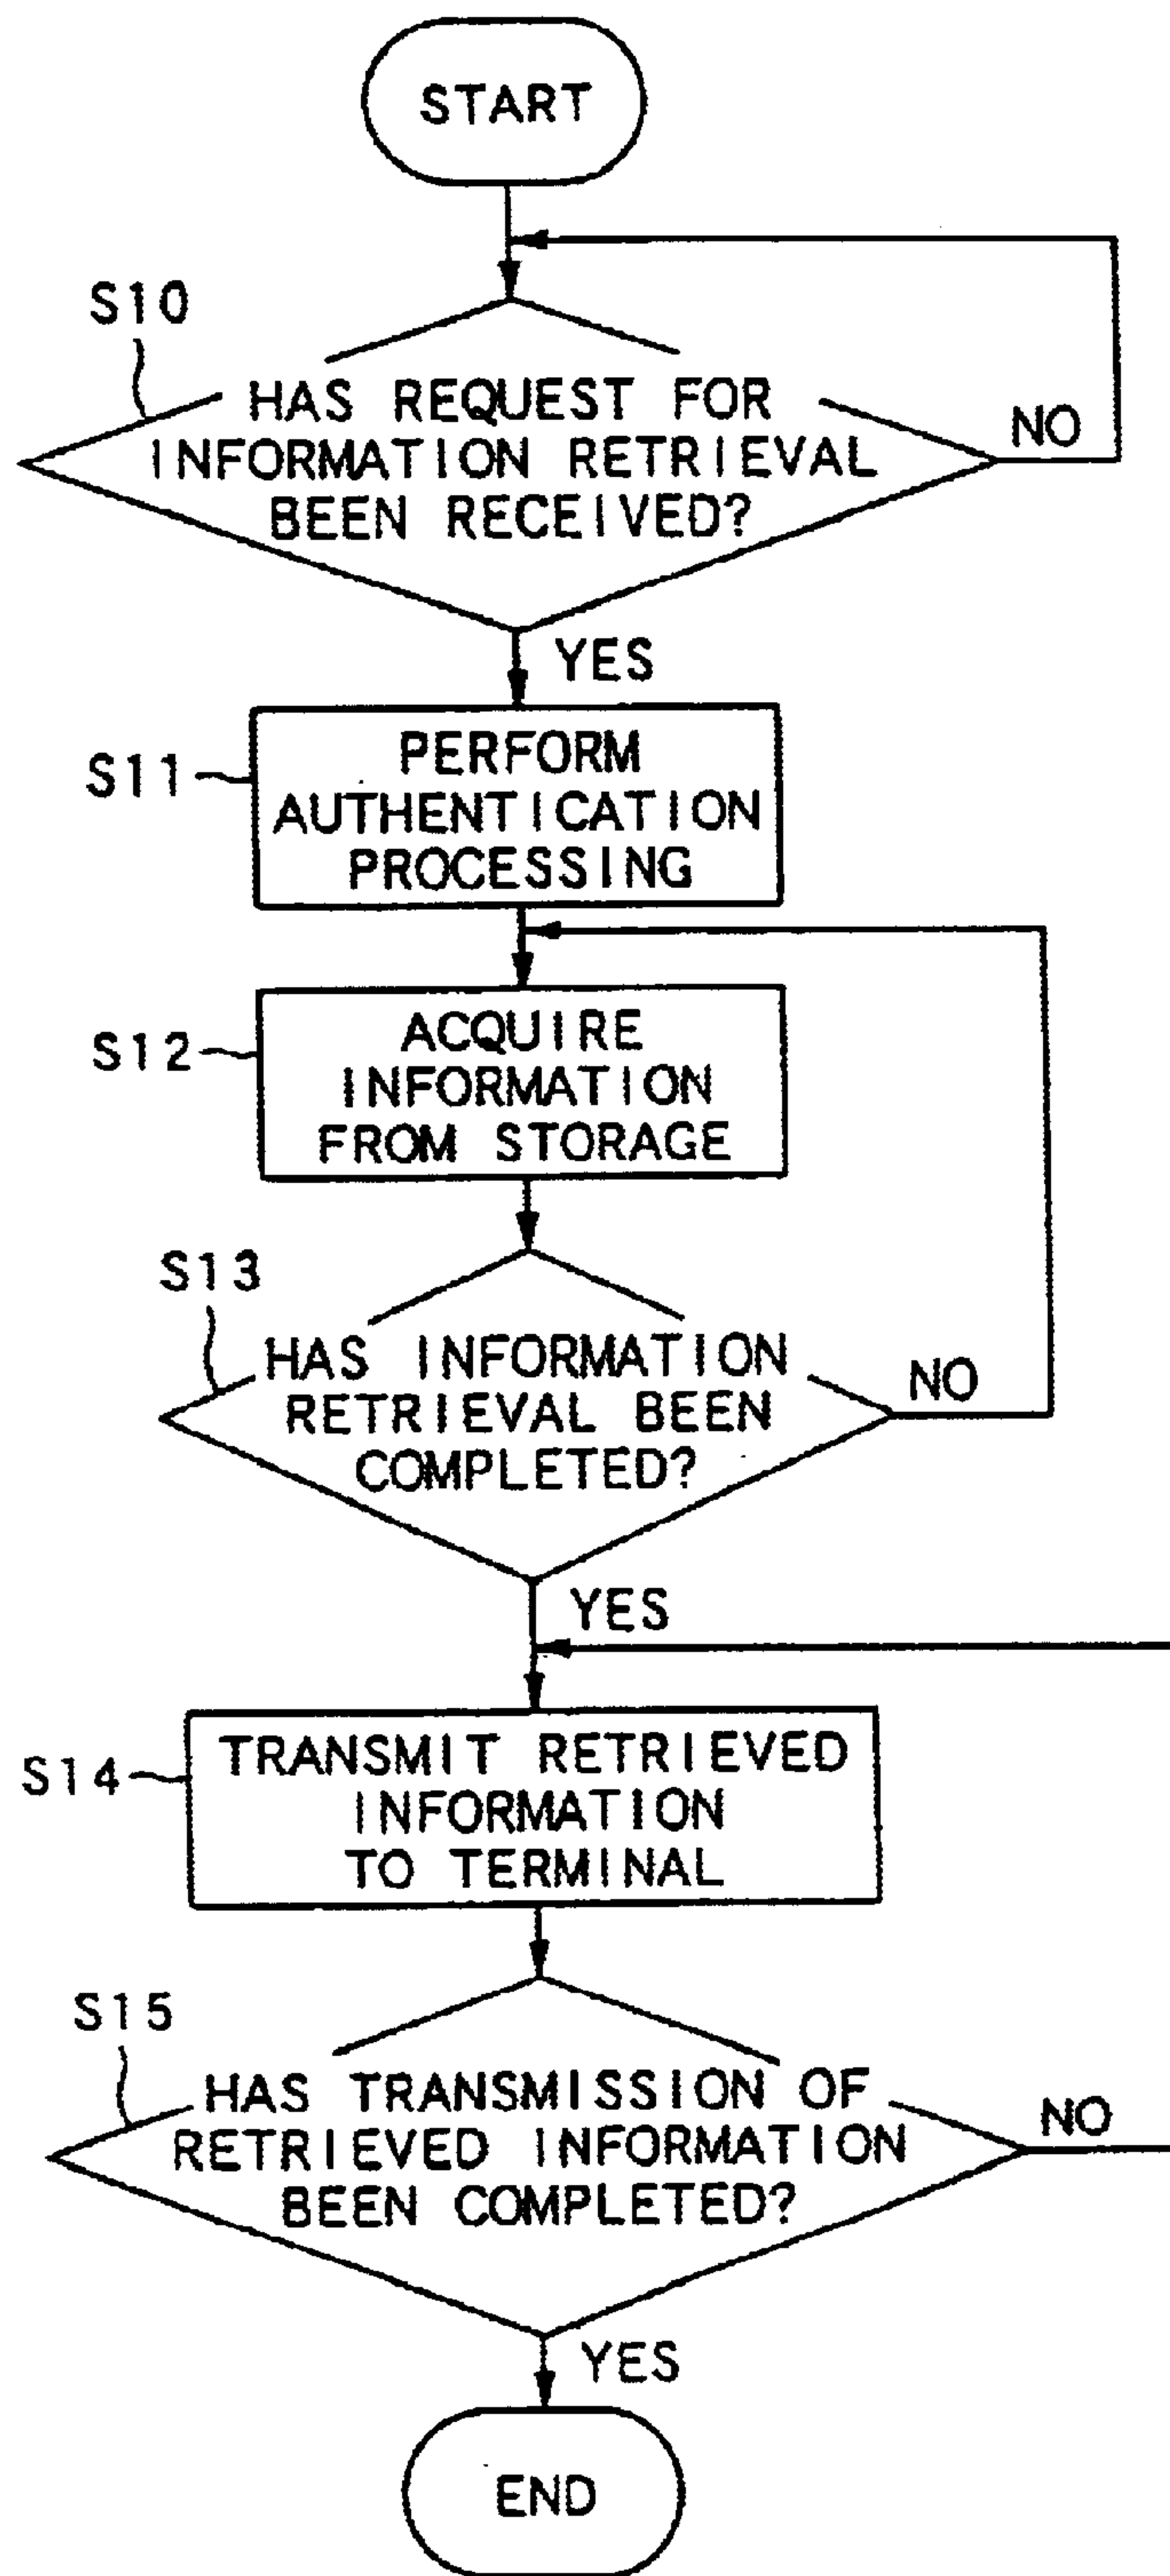 START
S10
HAS REQUEST FOR
INFORMATION RETRIEVAL
BEEN RECEIVED?
NO
YES
S11
PERFORM
AUTHENTICATION
PROCESSING
S12
ACQUIRE
INFORMATION
FROM STORAGE
S13
HAS INFORMATION
RETRIEVAL BEEN
COMPLETED?
NO
YES
S14
TRANSMIT RETRIEVED
INFORMATION
TO TERMINAL
S15
HAS TRANSMISSION OF
RETRIEVED INFORMATION
BEEN COMPLETED?
NO
YES
END